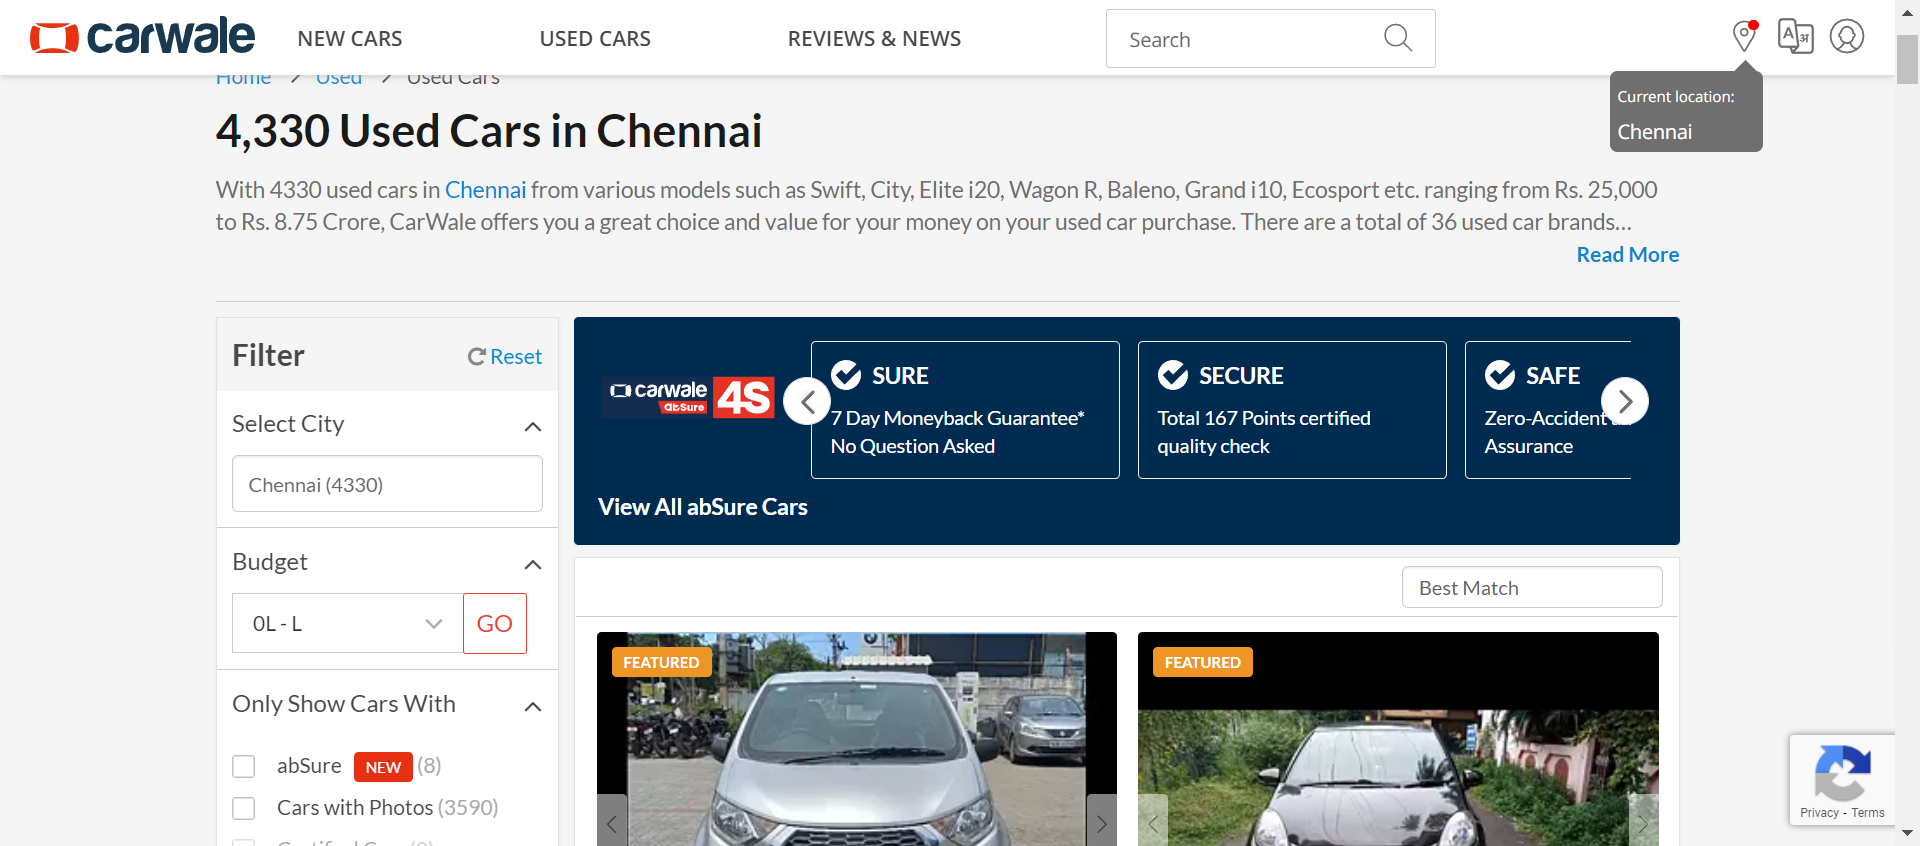 carwale NEW CARS USED CARS REVIEWS & NEWS Search A अ
Current location:
Chennai
Home Used Used Cars
4,330 Used Cars in Chennai
With 4330 used cars in Chennai from various models such as Swift, City, Elite i20, Wagon R, Baleno, Grand i10, Ecosport etc. ranging from Rs. 25,000
to Rs. 8.75 Crore, CarWale offers you a great choice and value for your money on your used car purchase. There are a total of 36 used car brands...
Read More
Filter Reset
Select City
Chennai (4330)
Budget
0L - L GO
Only Show Cars With
abSure NEW (8)
Cars with Photos (3590)
carwale
abSure 4S
SURE
7 Day Moneyback Guarantee*
No Question Asked
SECURE
Total 167 Points certified
quality check
SAFE
Zero-Accident
Assurance
View All abSure Cars
Best Match
FEATURED
FEATURED
Privacy - Terms